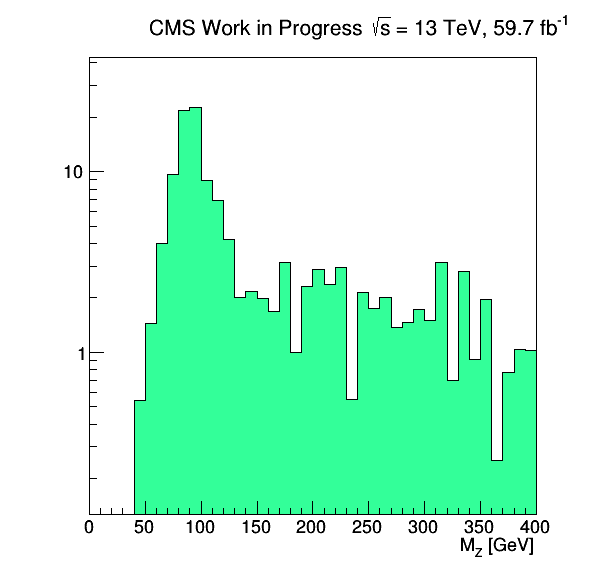 CMS Work in Progress √s = 13 TeV, 59.7 fb⁻¹
10
1
0 50 100 150 200 250 300 350 400
M_Z [GeV]